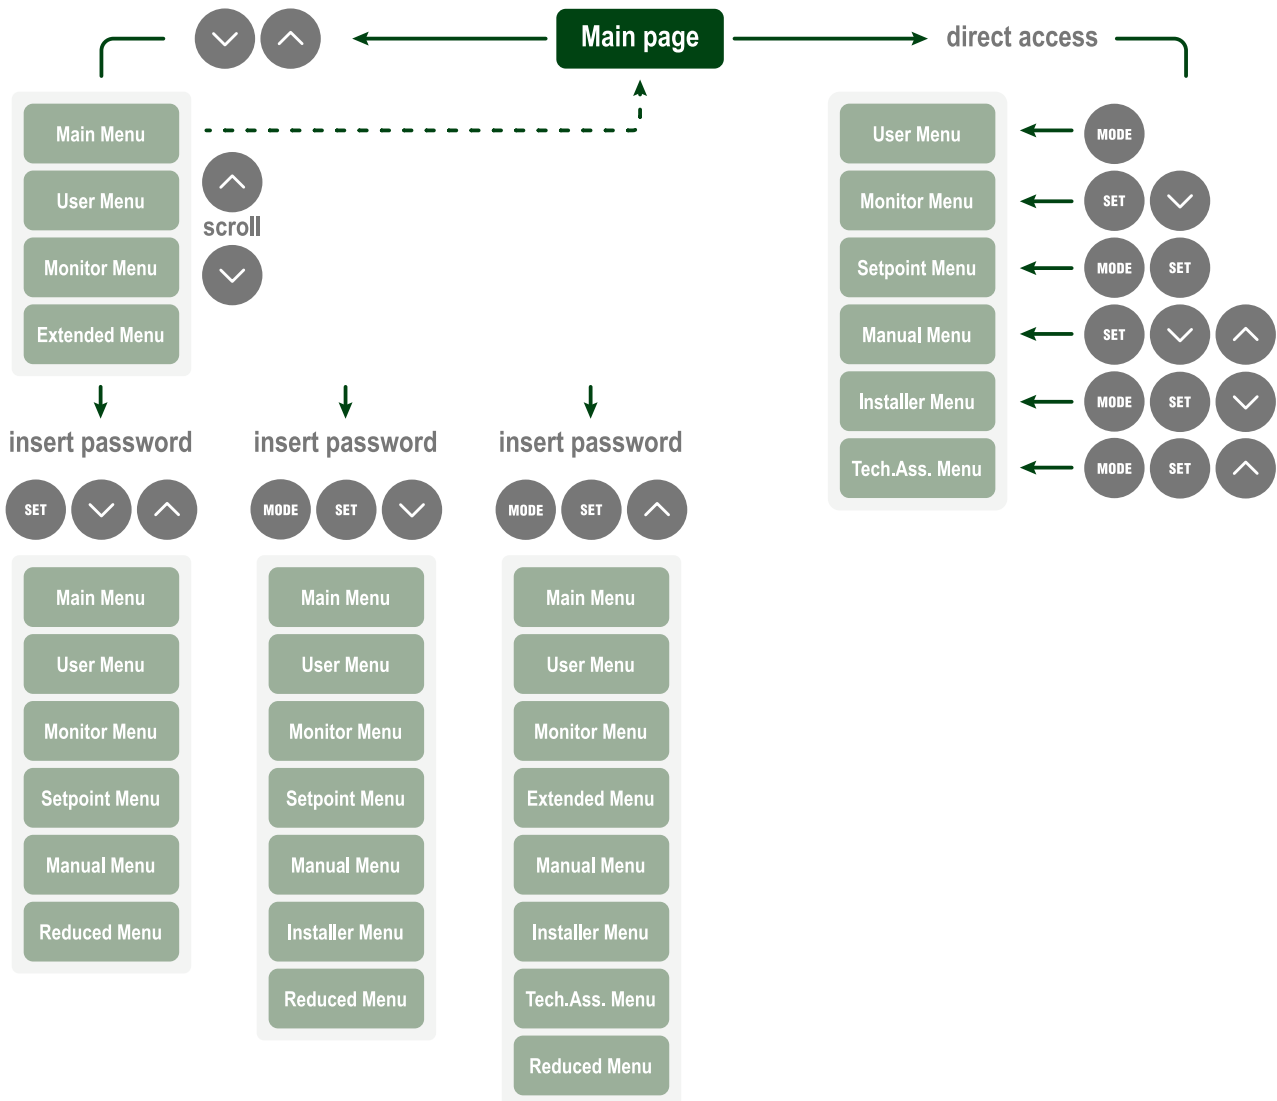 Main page
direct access
Main Menu
User Menu
Monitor Menu
Extended Menu
scroll
User Menu
MODE
Monitor Menu
SET
Setpoint Menu
MODE SET
Manual Menu
SET
Installer Menu
MODE SET
Tech.Ass. Menu
MODE SET
insert password
SET
Main Menu
User Menu
Monitor Menu
Setpoint Menu
Manual Menu
Reduced Menu
insert password
MODE SET
Main Menu
User Menu
Monitor Menu
Setpoint Menu
Manual Menu
Installer Menu
Reduced Menu
insert password
MODE SET
Main Menu
User Menu
Monitor Menu
Extended Menu
Manual Menu
Installer Menu
Tech.Ass. Menu
Reduced Menu